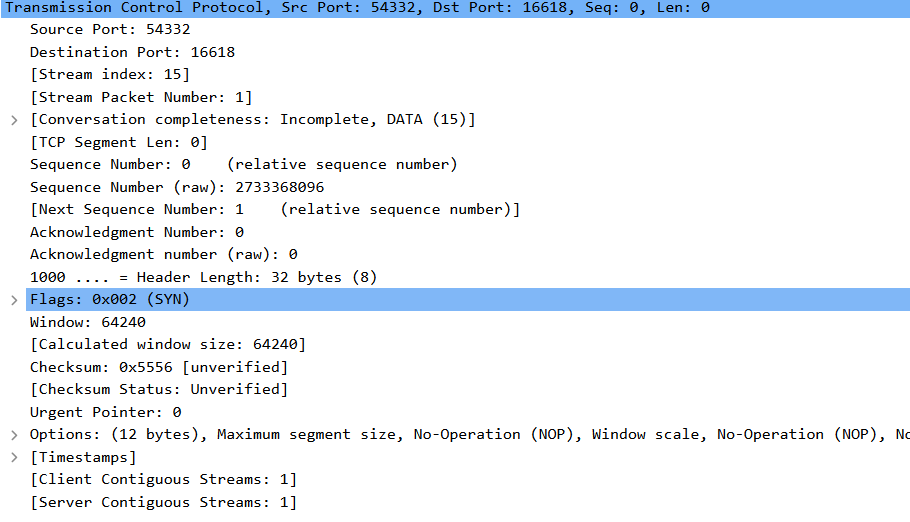 Transmission Control Protocol, Src Port: 54332, Dst Port: 16618, Seq: 0, Len: 0
Source Port: 54332
Destination Port: 16618
[Stream index: 15]
[Stream Packet Number: 1]
[Conversation completeness: Incomplete, DATA (15)]
[TCP Segment Len: 0]
Sequence Number: 0    (relative sequence number)
Sequence Number (raw): 2733368096
[Next Sequence Number: 1    (relative sequence number)]
Acknowledgment Number: 0
Acknowledgment number (raw): 0
1000 .... = Header Length: 32 bytes (8)
Flags: 0x002 (SYN)
Window: 64240
[Calculated window size: 64240]
Checksum: 0x5556 [unverified]
[Checksum Status: Unverified]
Urgent Pointer: 0
Options: (12 bytes), Maximum segment size, No-Operation (NOP), Window scale, No-Operation (NOP),
[Timestamps]
[Client Contiguous Streams: 1]
[Server Contiguous Streams: 1]